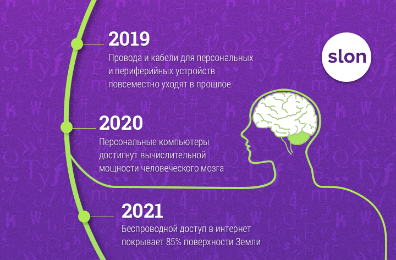 2019
Провода и кабели для персональных
и периферийных устройств
повсеместно уходят в прошлое
slon
2020
Персональные компьютеры
достигнут вычислительной
мощности человеческого мозга
2021
Беспроводной доступ в интернет
покрывает 85% поверхности Земли